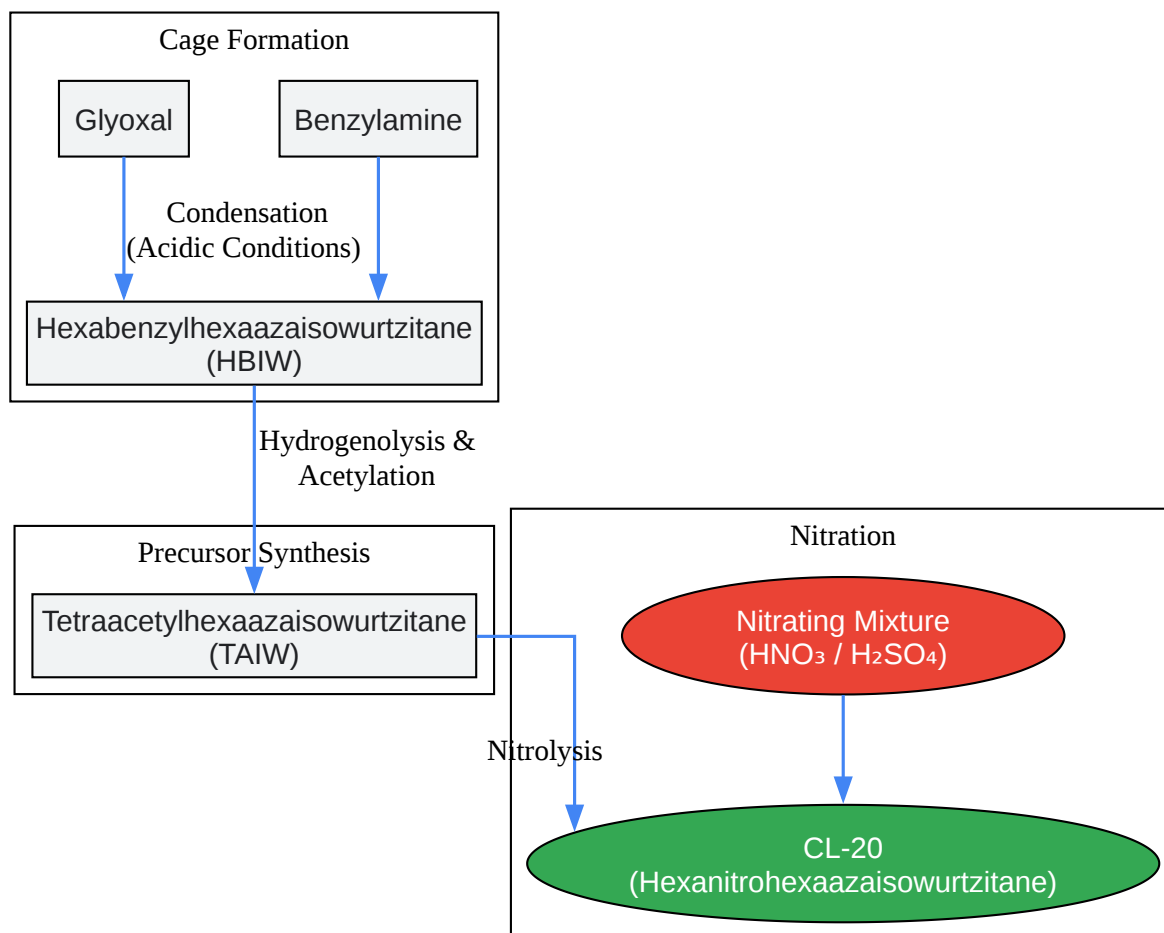 Cage Formation
Glyoxal
Benzylamine
Condensation
(Acidic Conditions)
Hexabenzylhexaazaisowurtzitane
(HBIW)
Hydrogenolysis &
Acetylation
Precursor Synthesis
Tetraacetylhexaazaisowurtzitane
(TAIW)
Nitrolysis
Nitration
Nitrating Mixture
(HNO₃ / H₂SO₄)
CL-20
(Hexanitrohexaazaisowurtzitane)